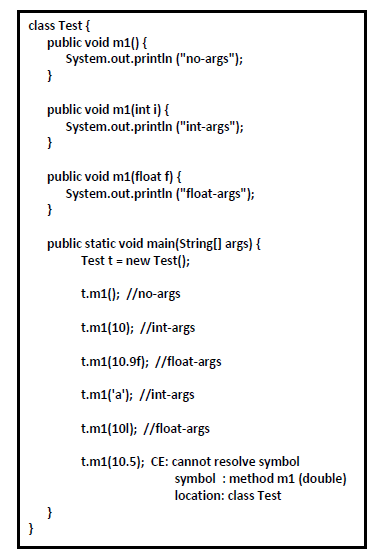 class Test {
public void m1() {
System.out.println ("no-args");
}
public void m1(int i) {
System.out.println ("int-args");
}
public void m1(float f) {
System.out.println ("float-args");
}
public static void main(String[] args) {
Test t = new Test();
t.m1(); //no-args
t.m1(10); //int-args
t.m1(10.9f); //float-args
t.m1('a'); //int-args
t.m1(10l); //float-args
t.m1(10.5); CE: cannot resolve symbol
symbol : method m1 (double)
location: class Test
}
}